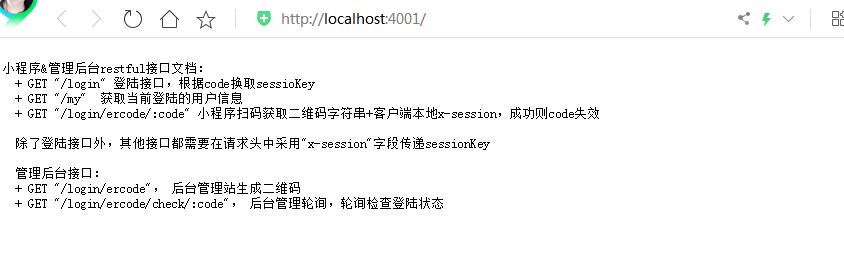 http://localhost:4001/
小程序&管理后台restful接口文档:
+ GET "/login" 登陆接口，根据code换取sessioKey
+ GET "/my" 获取当前登陆的用户信息
+ GET "/login/ercode/:code" 小程序扫码获取二维码字符串+客户端本地x-session，成功则code失效
除了登陆接口外，其他接口都需要在请求头中采用"x-session"字段传递sessionKey
管理后台接口:
+ GET "/login/ercode"， 后台管理站生成二维码
+ GET "/login/ercode/check/:code"， 后台管理轮询，轮询检查登陆状态